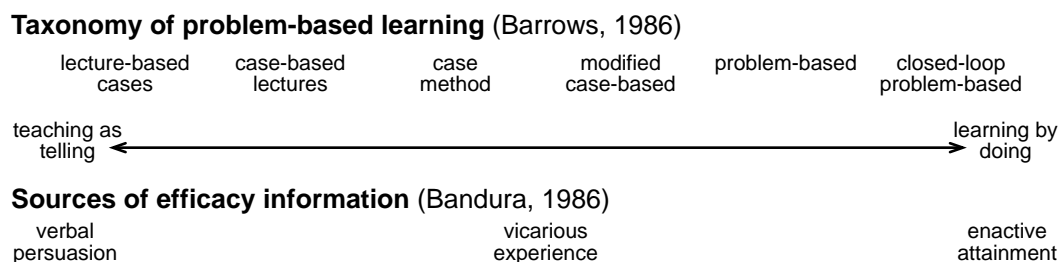 Taxonomy of problem-based learning (Barrows, 1986)
lecture-based case-based case modified problem-based closed-loop
cases lectures method case-based problem-based
teaching as learning by
telling doing
Sources of efficacy information (Bandura, 1986)
verbal vicarious enactive
persuasion experience attainment